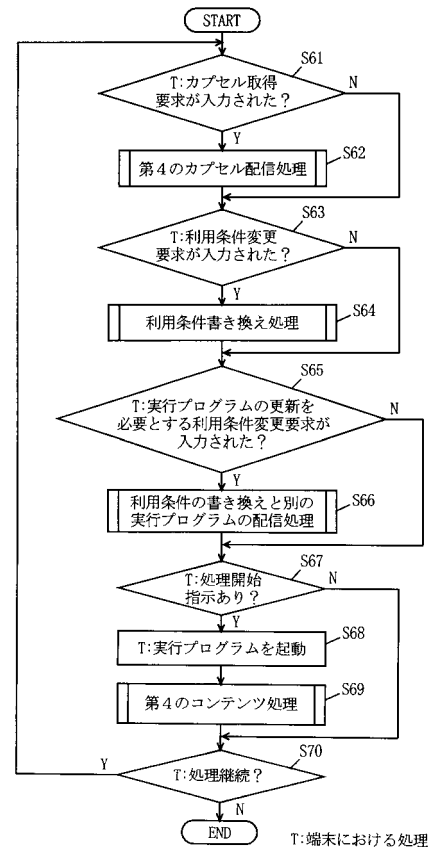 START
S61
T:カプセル取得
要求が入力された？
N
Y
S62
第４のカプセル配信処理
S63
T:利用条件変更
要求が入力された？
N
Y
S64
利用条件書き換え処理
S65
T:実行プログラムの更新を
必要とする利用条件変更要求が
入力された？
N
Y
S66
利用条件の書き換えと別の
実行プログラムの配信処理
S67
T:処理開始
指示あり？
N
Y
S68
T:実行プログラムを起動
S69
第４のコンテンツ処理
S70
Y
T:処理継続？
N
END
T:端末における処理